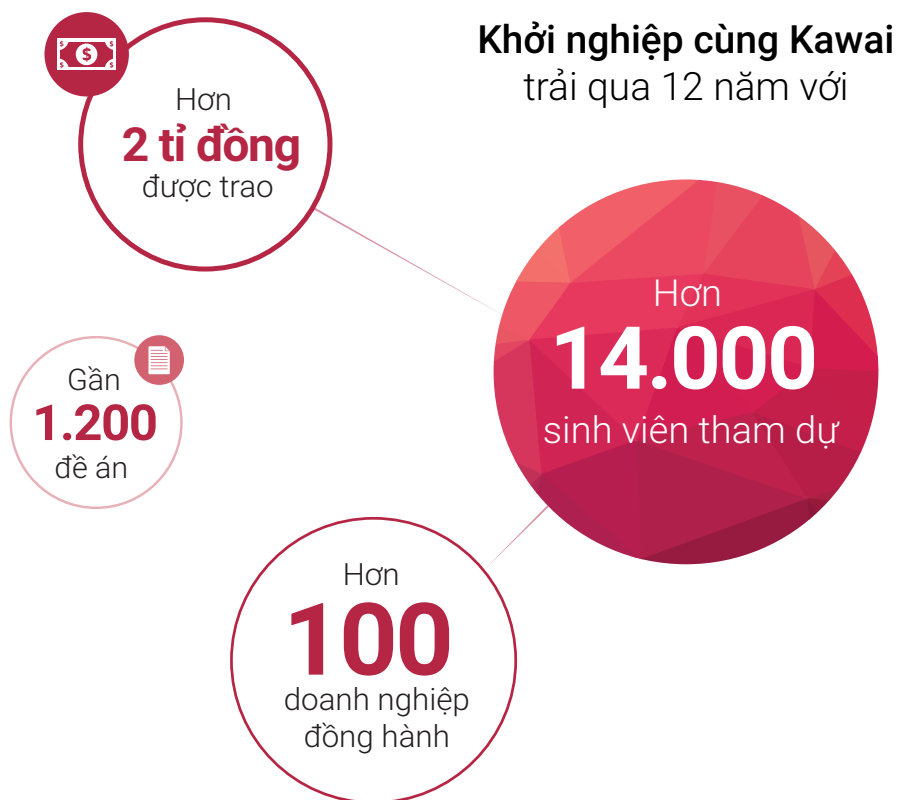 Khởi nghiệp cùng Kawai
trải qua 12 năm với
Hơn
2 tỉ đồng
được trao
Hơn
14.000
sinh viên tham dự
Gần
1.200
đề án
Hơn
100
doanh nghiệp
đồng hành